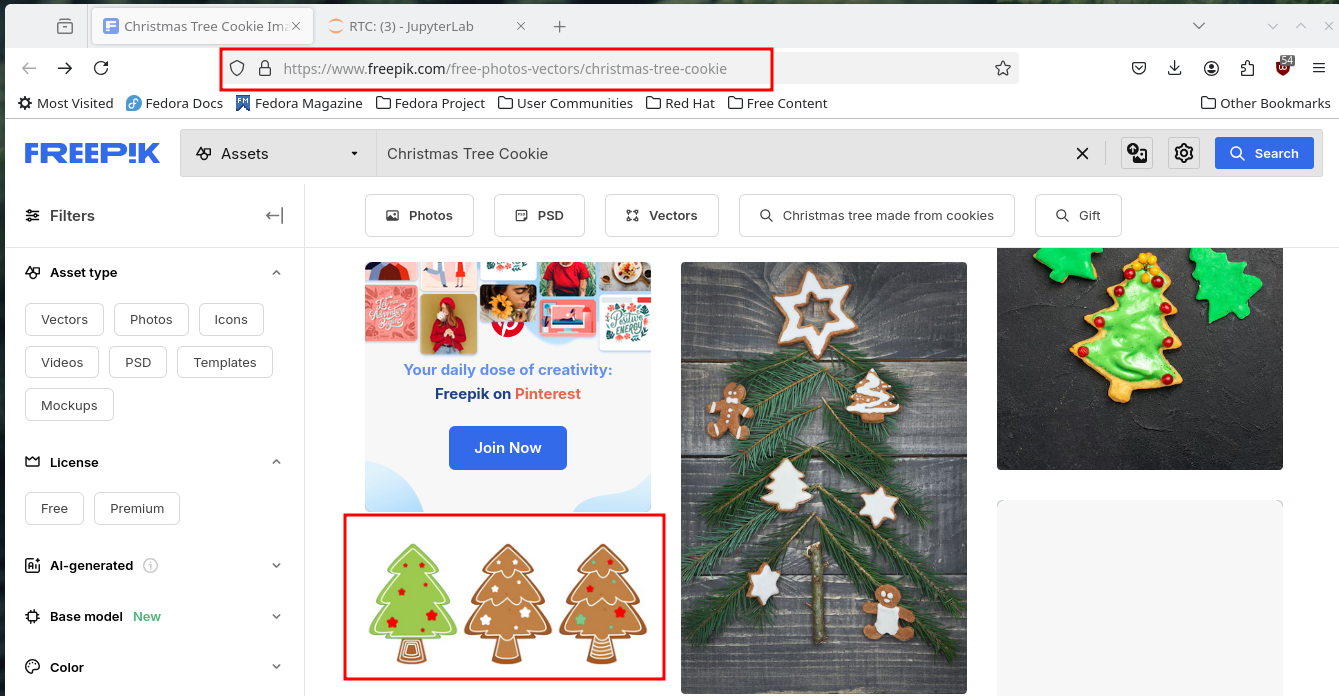 Christmas Tree Cookie Ima
RTC: (3) - JupyterLab
https://www.freepik.com/free-photos-vectors/christmas-tree-cookie
54
Most Visited
Fedora Docs
Fedora Magazine
Fedora Project
User Communities
Red Hat
Free Content
Other Bookmarks
FREEP!K
Assets
Christmas Tree Cookie
Search
Filters
Photos
PSD
Vectors
Christmas tree made from cookies
Gift
Asset type
Vectors
Photos
Icons
Videos
PSD
Templates
Mockups
License
Free
Premium
AI-generated
Base model New
Color
POSITIVE
ENERGY
Your daily dose of creativity:
Freepik on Pinterest
Join Now